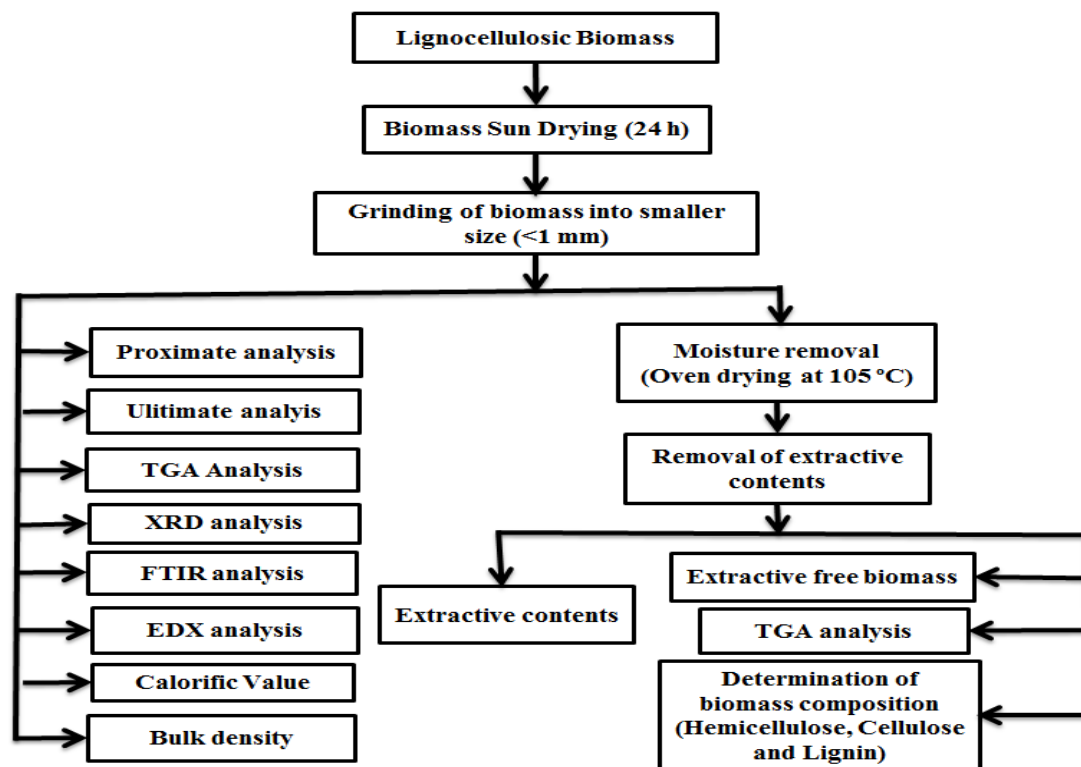 Lignocellulosic Biomass
Biomass Sun Drying (24 h)
Grinding of biomass into smaller
size (<1 mm)
Proximate analysis
Ulitimate analyis
TGA Analysis
XRD analysis
FTIR analysis
EDX analysis
Calorific Value
Bulk density
Moisture removal
(Oven drying at 105 °C)
Removal of extractive
contents
Extractive contents
Extractive free biomass
TGA analysis
Determination of
biomass composition
(Hemicellulose, Cellulose
and Lignin)